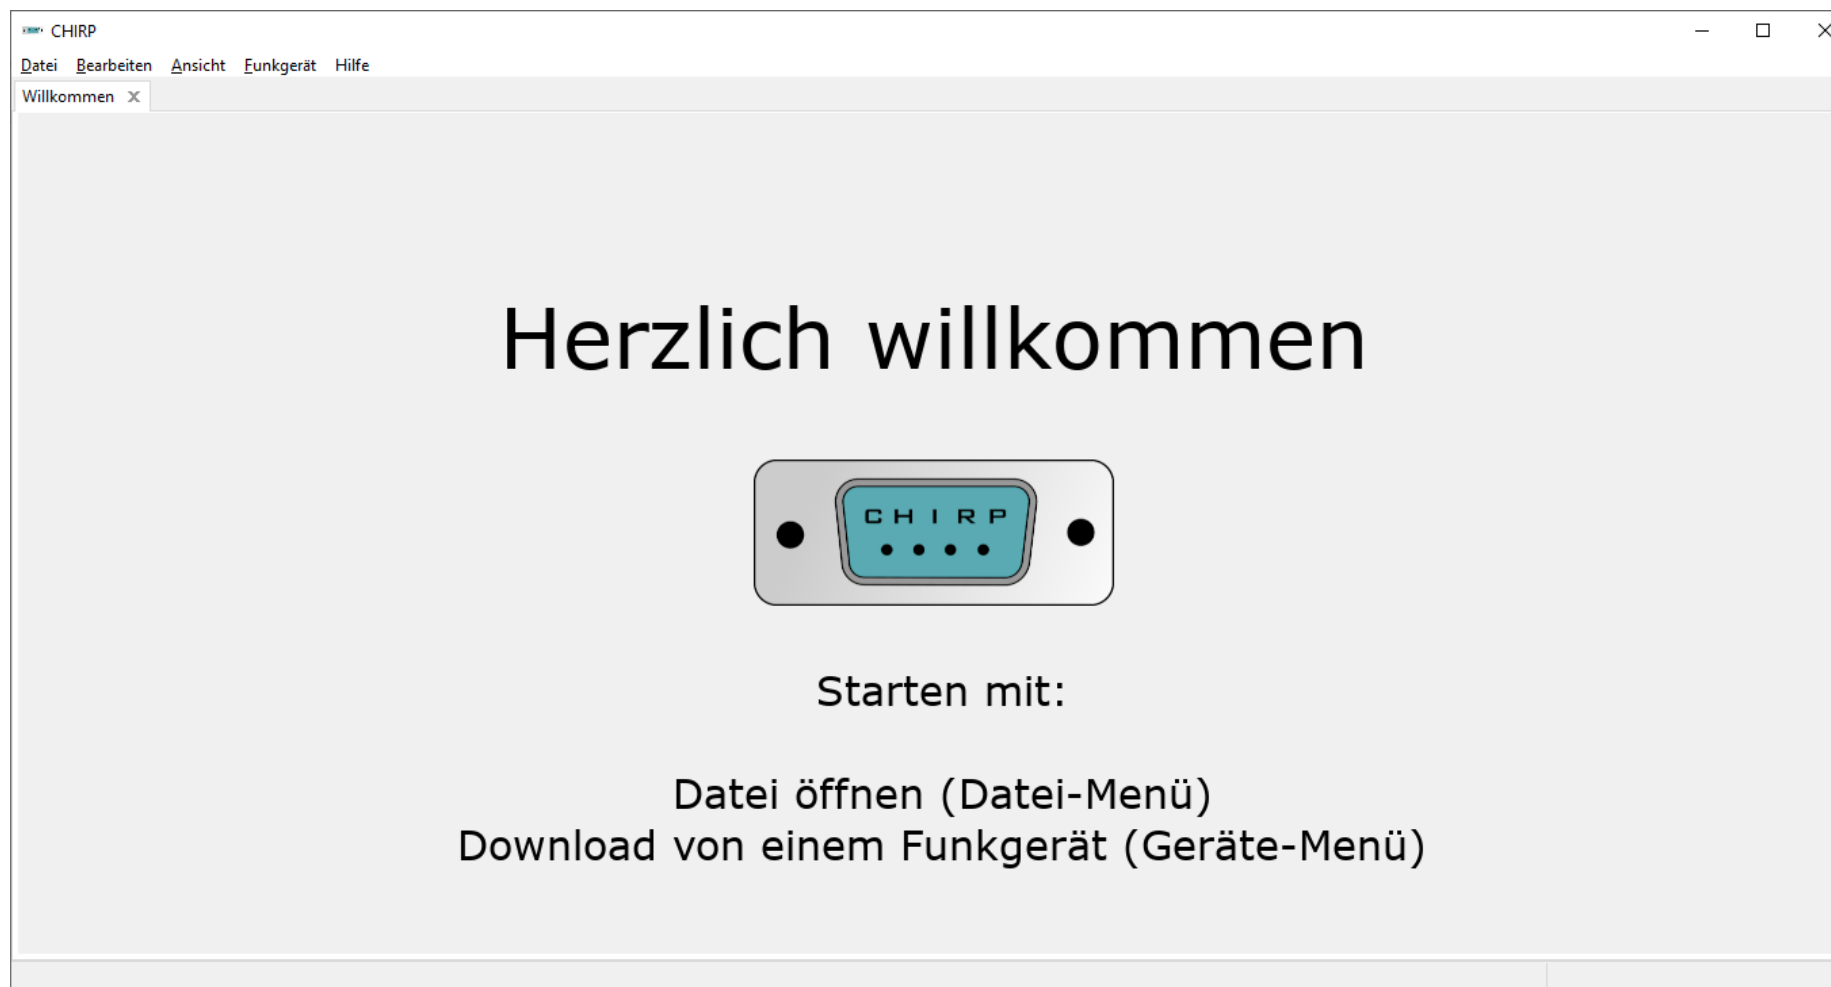 CHIRP
Datei Bearbeiten Ansicht Funkgerät Hilfe
Willkommen
Herzlich willkommen
CHIRP
Starten mit:
Datei öffnen (Datei-Menü)
Download von einem Funkgerät (Geräte-Menü)